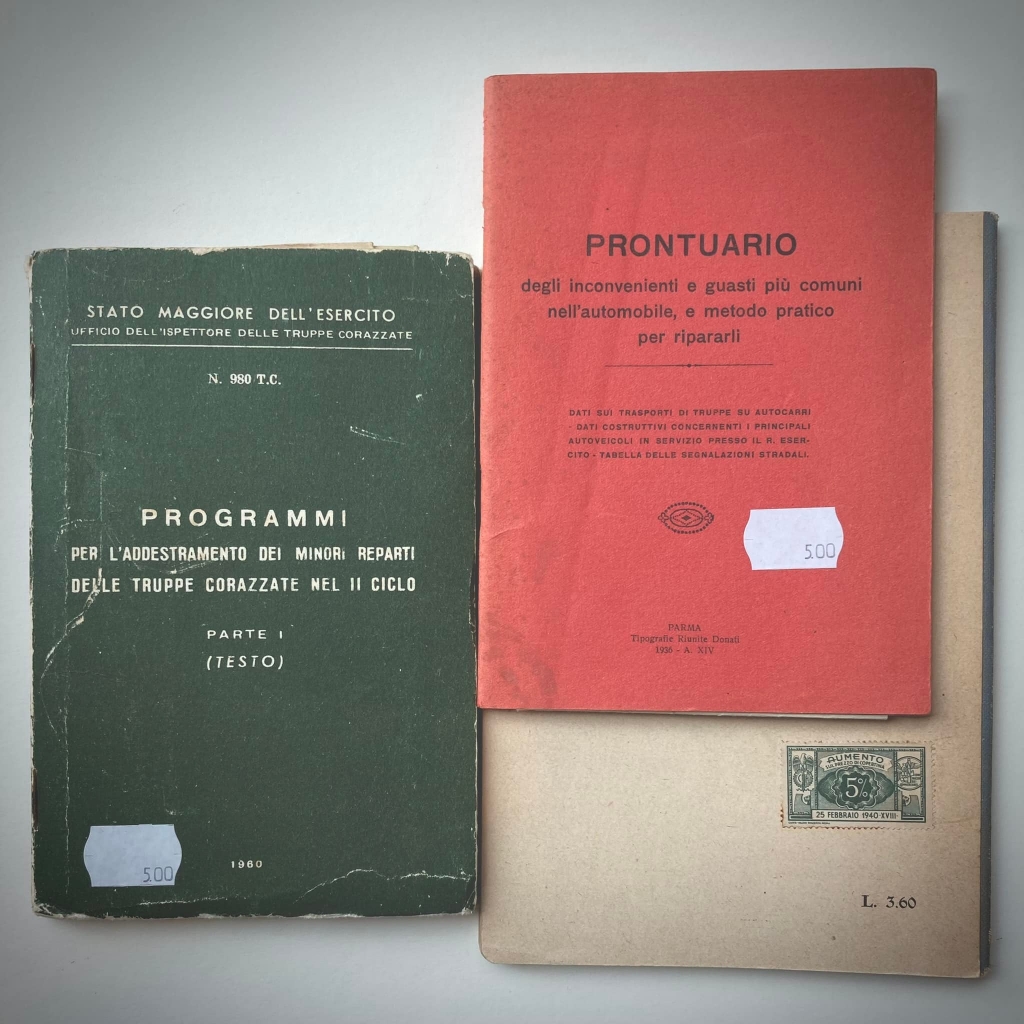 STATO MAGGIORE DELL'ESERCITO
UFFICIO DELL'ISPETTORE DELLE TRUPPE CORAZZATE
N. 980 T.C.
PROGRAMMI
PER L'ADDESTRAMENTO DEI MINORI REPARTI
DELLE TRUPPE CORAZZATE NEL II CICLO
PARTE I
(TESTO)
5.00
1960
PRONTUARIO
degli inconvenienti e guasti più comuni
nell'automobile, e metodo pratico
per ripararli
DATI SUI TRASPORTI DI TRUPPE SU AUTOCARRI
- DATI COSTRUTTIVI CONCERNENTI I PRINCIPALI
AUTOVEICOLI IN SERVIZIO PRESSO IL R. ESER-
CITO - TABELLA DELLE SEGNALAZIONI STRADALI.
5.00
PARMA
Tipografie Riunite Donati
1936 - A. XIV
AUMENTO
SUL PREZZO DI COPERTINA
5%
25 FEBBRAIO 1940·XVIII
L. 3.60